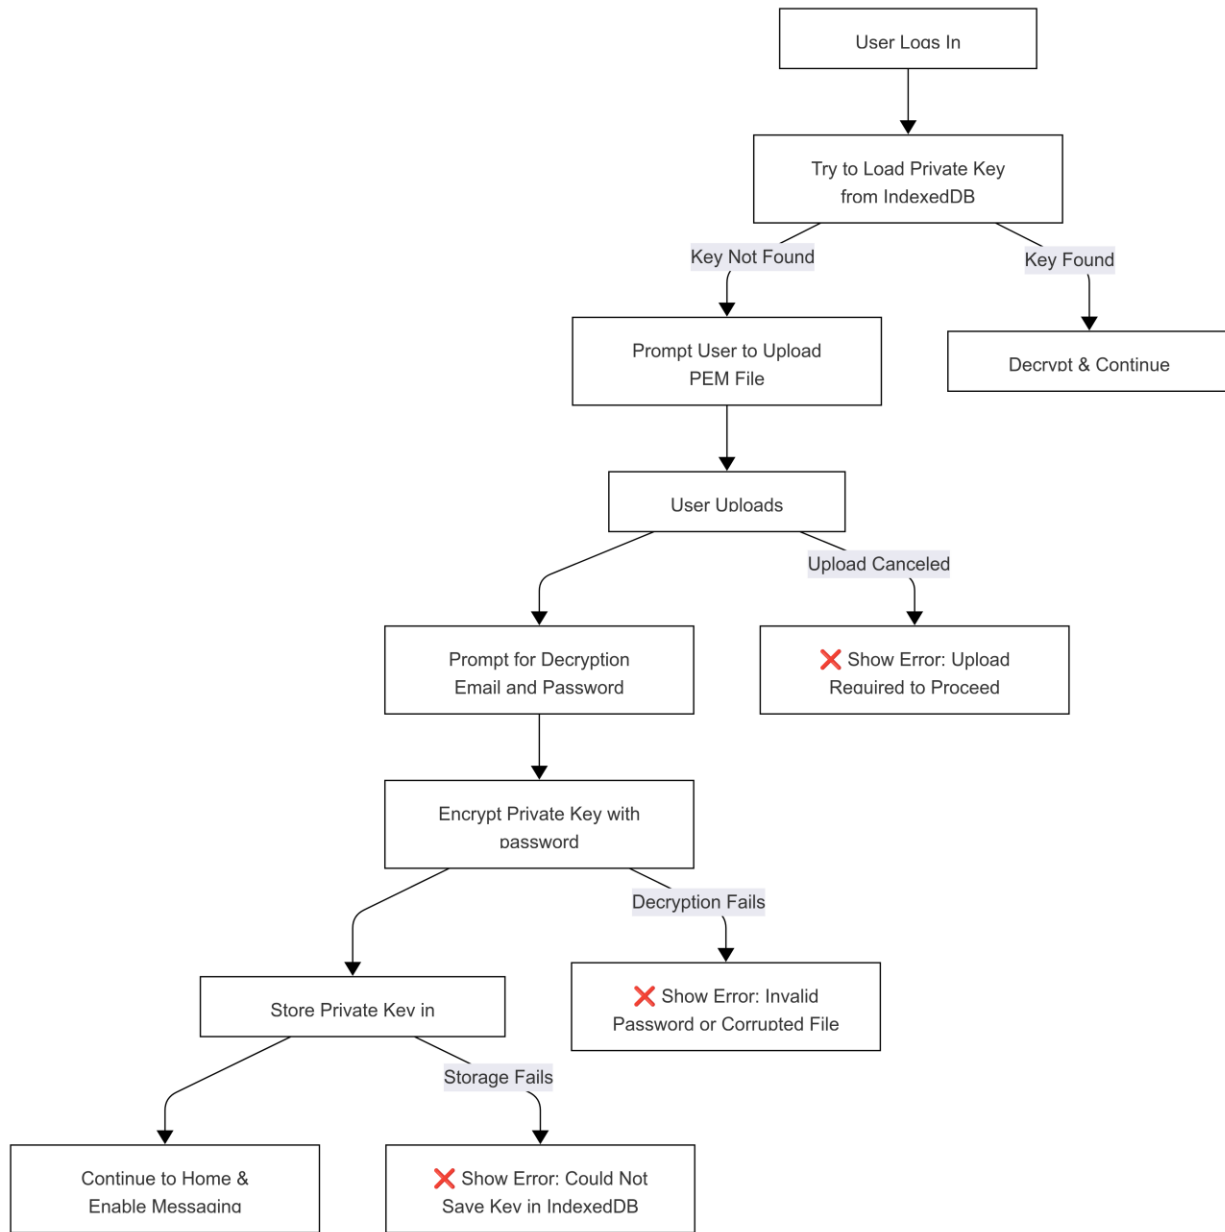 User Logs In
Try to Load Private Key
from IndexedDB
Key Not Found
Key Found
Prompt User to Upload
PEM File
Decrypt & Continue
User Uploads
Upload Canceled
Prompt for Decryption
Email and Password
❌ Show Error: Upload
Required to Proceed
Encrypt Private Key with
password
Decryption Fails
Store Private Key in
❌ Show Error: Invalid
Password or Corrupted File
Storage Fails
Continue to Home &
Enable Messaging
❌ Show Error: Could Not
Save Key in IndexedDB